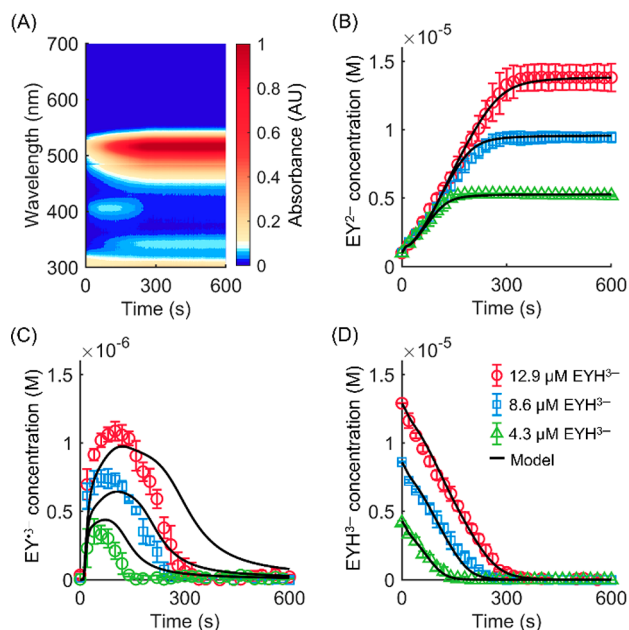 (A)
Wavelength (nm)
700
600
500
400
300
0
300
600
Time (s)
1
0.8
0.6
0.4
0.2
0
Absorbance (AU)
(B)
×10⁻⁵
EY²⁻ concentration (M)
1.5
1
0.5
0
0
300
600
Time (s)
(C)
×10⁻⁶
EY•³⁻ concentration (M)
1.5
1
0.5
0
0
300
600
Time (s)
(D)
×10⁻⁵
EYH³⁻ concentration (M)
1.5
1
0.5
0
0
300
600
Time (s)
12.9 µM EYH³⁻
8.6 µM EYH³⁻
4.3 µM EYH³⁻
Model